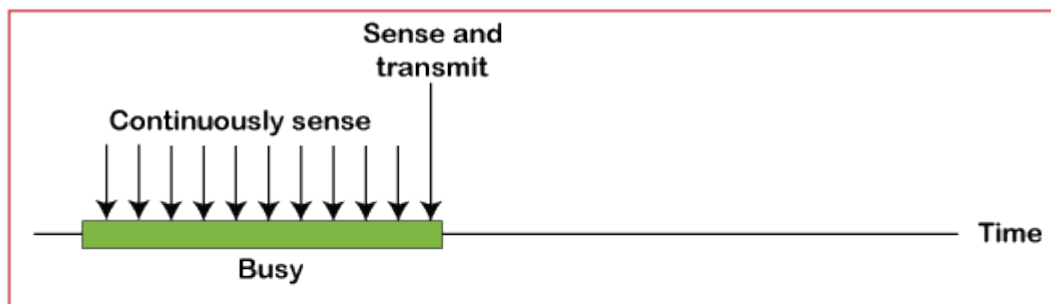 Sense and
transmit
Continuously sense
Time
Busy